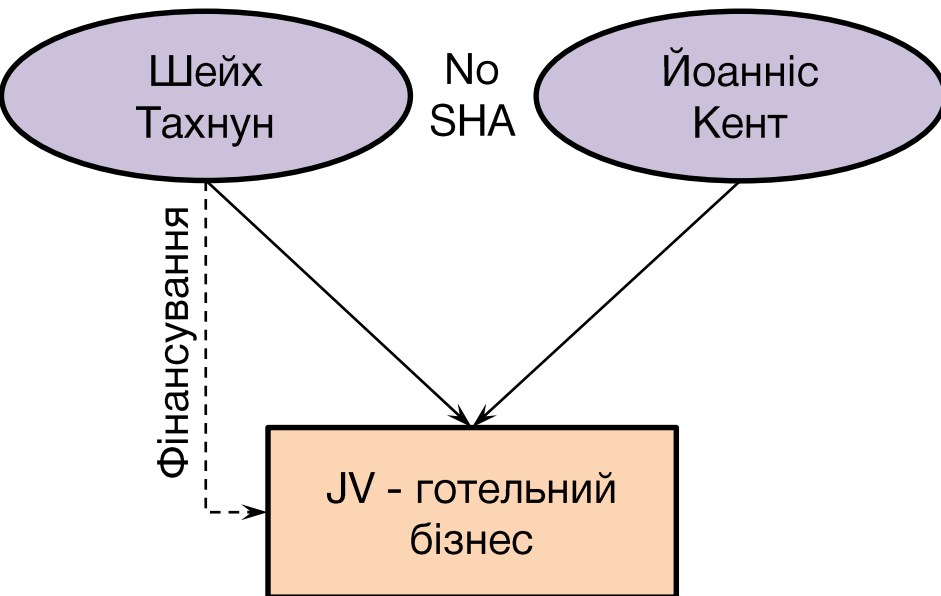 Шейх
Тахнун
No
SHA
Йоанніс
Кент
Фінансування
JV - готельний
бізнес